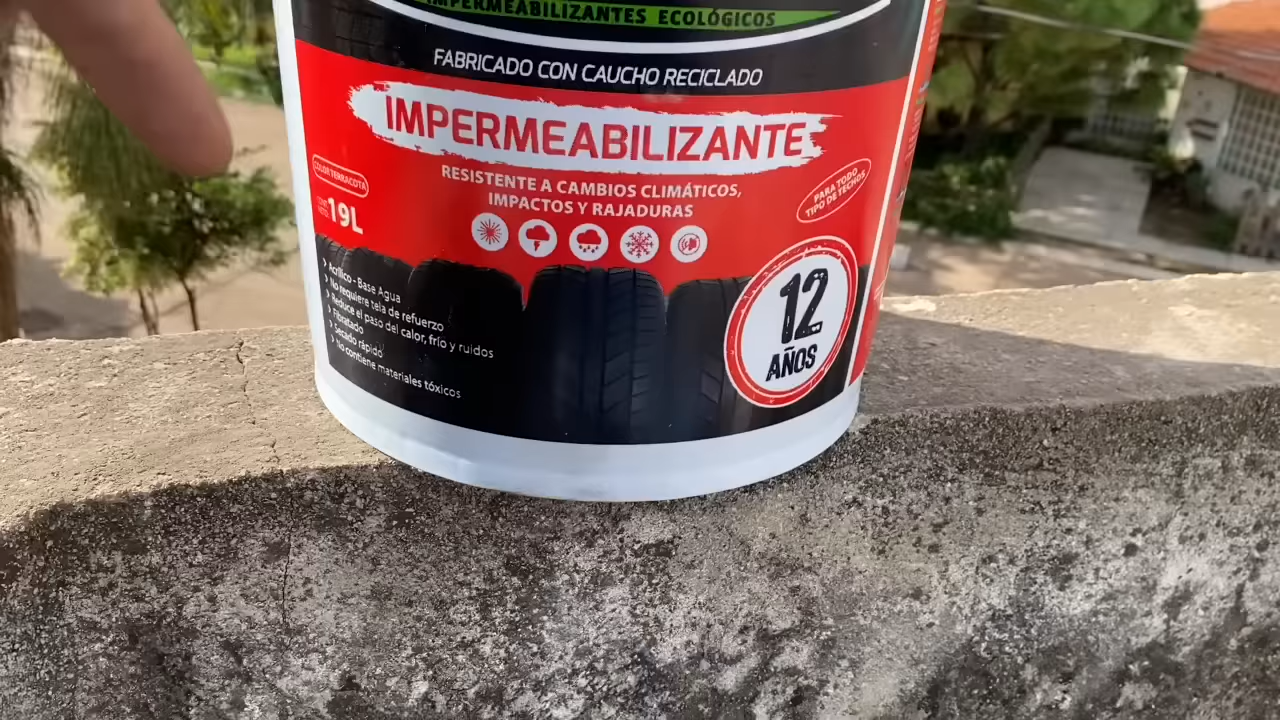 IMPERMEABILIZANTES ECOLÓGICOS
FABRICADO CON CAUCHO RECICLADO
IMPERMEABILIZANTE
RESISTENTE A CAMBIOS CLIMÁTICOS,
IMPACTOS Y RAJADURAS
COLOR TERRACOTA
19L
PARA TODO
TIPO DE TECHOS
› Acrílico - Base Agua
› No requiere tela de refuerzo
› Reduce el paso del calor, frío y ruidos
› Fibratado
› Secado rápido
› No contiene materiales tóxicos
12
AÑOS